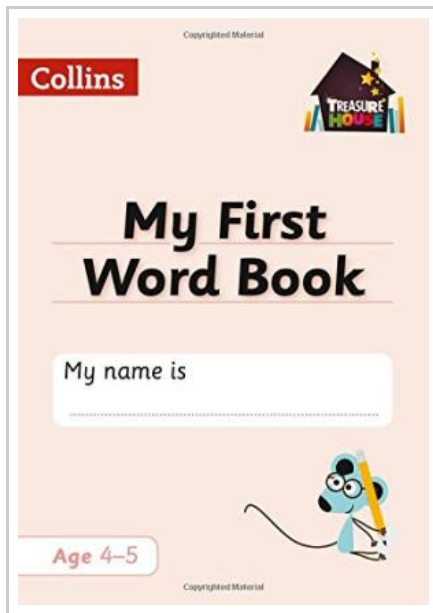 Copyrighted Material
Collins
TREASURE
HOUSE
My First
Word Book
My name is
Age 4–5
Copyrighted Material